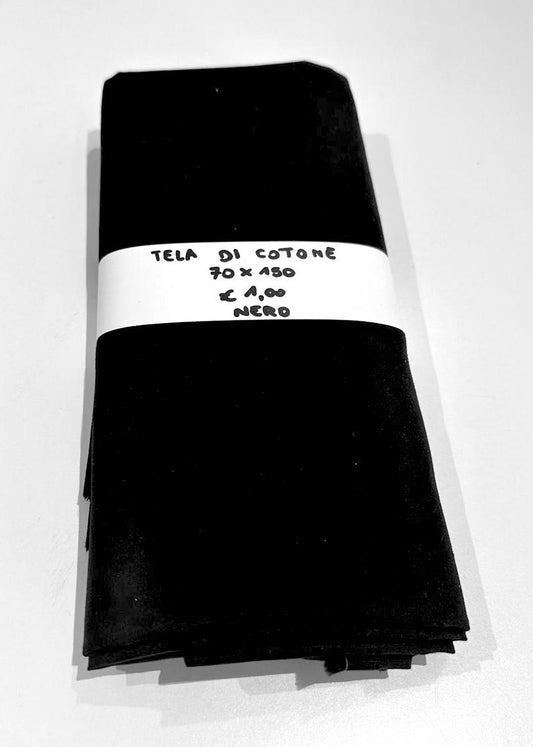 TELA DI COTONE
70 x 150
€ 1,00
NERO